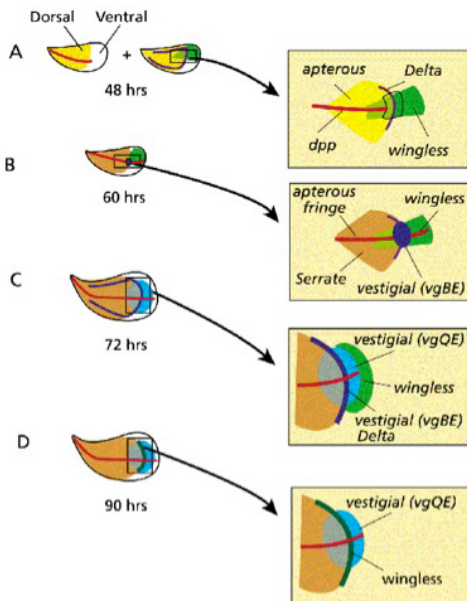 Dorsal Ventral
A
+
48 hrs
apterous
Delta
dpp
wingless
B
60 hrs
apterous
fringe
wingless
Serrate
vestigial (vgBE)
C
72 hrs
vestigial (vgQE)
wingless
vestigial (vgBE)
Delta
D
90 hrs
vestigial (vgQE)
wingless